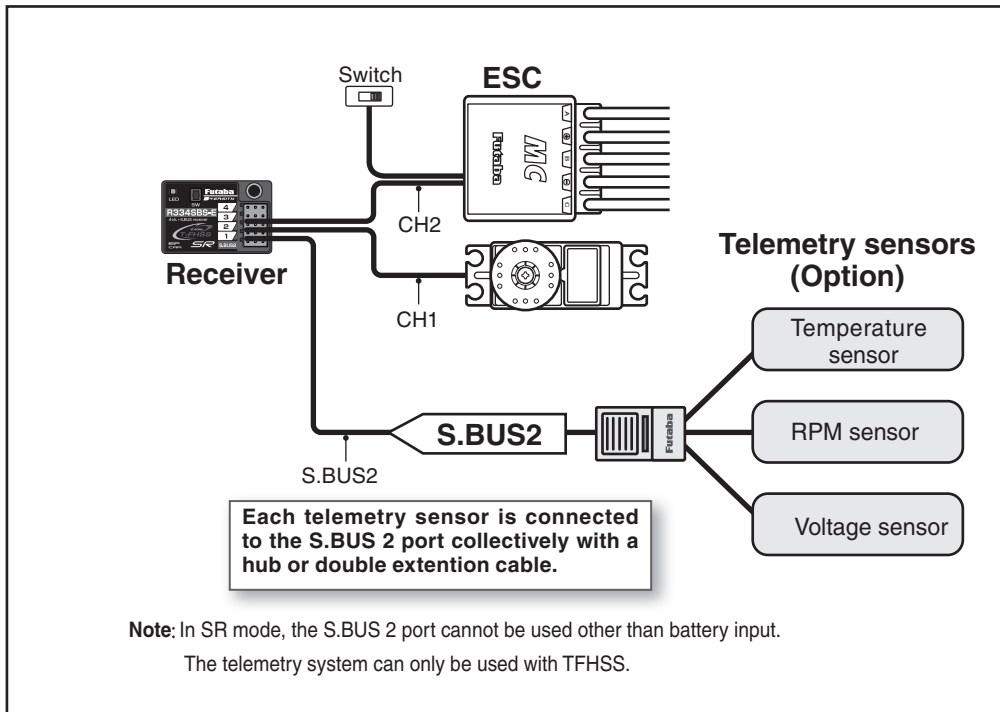 Switch
ESC
A
⊕
B
⊖
C
MC
Futaba
CH2
LED
SW
Futaba
R334SBS-E
T-FHSS
SR
4
3
2
1
S.BUS2
Receiver
CH1
Telemetry sensors
(Option)
Temperature
sensor
RPM sensor
Voltage sensor
S.BUS2
Futaba
S.BUS2
Each telemetry sensor is connected
to the S.BUS 2 port collectively with a
hub or double extention cable.
Note: In SR mode, the S.BUS 2 port cannot be used other than battery input.
The telemetry system can only be used with TFHSS.